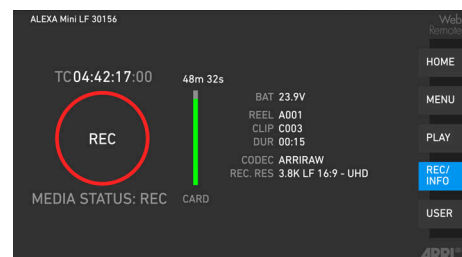 ALEXA Mini LF 30156
Web
Remote
TC 04:42:17:00
48m 32s
HOME
BAT 23.9V
MENU
REEL A001
CLIP C003
DUR 00:15
REC
PLAY
CODEC ARRIRAW
REC. RES 3.8K LF 16:9 - UHD
REC/
INFO
MEDIA STATUS: REC
CARD
USER
ARRI